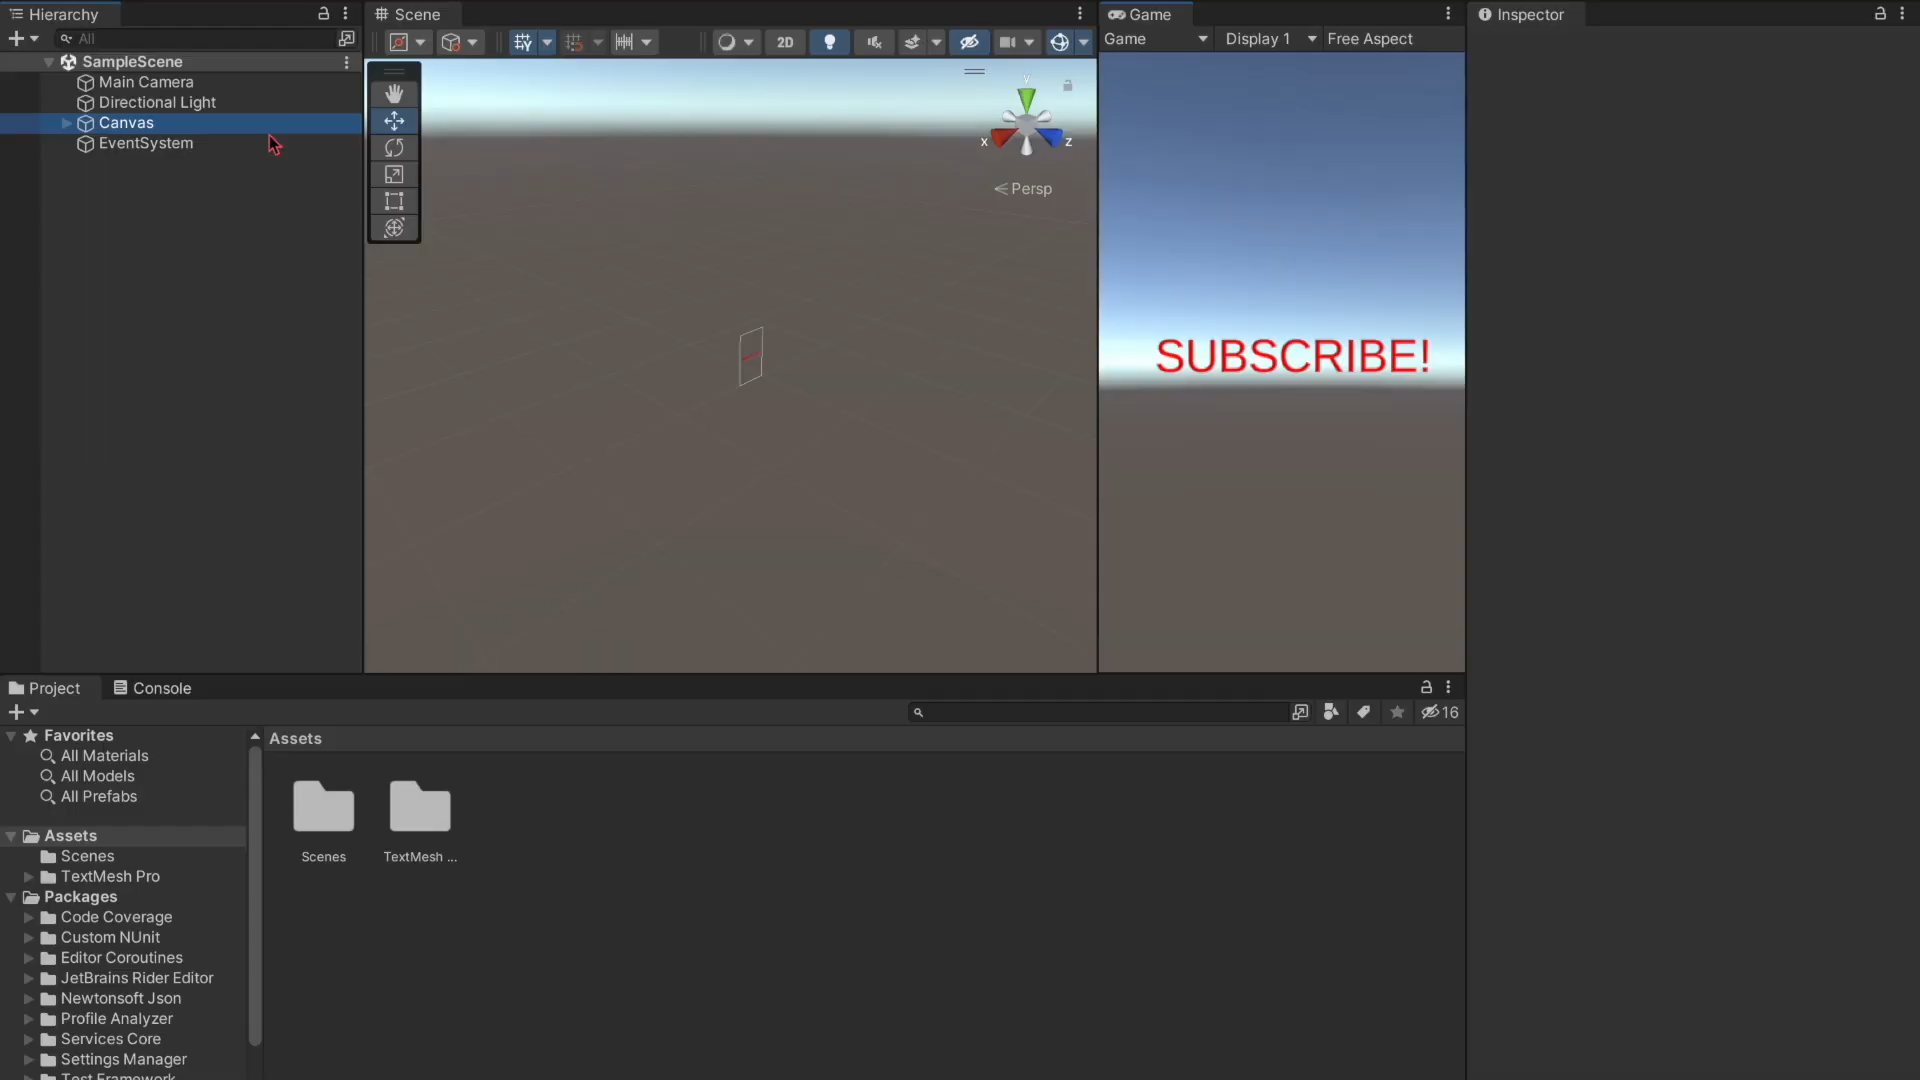 Hierarchy
All
SampleScene
Main Camera
Directional Light
Canvas
EventSystem
Scene
2D
Y
X
Z
Persp
Game
Game
Display 1
Free Aspect
SUBSCRIBE!
Inspector
Project
Console
16
Favorites
All Materials
All Models
All Prefabs
Assets
Scenes
TextMesh Pro
Packages
Code Coverage
Custom NUnit
Editor Coroutines
JetBrains Rider Editor
Newtonsoft Json
Profile Analyzer
Services Core
Settings Manager
Test Framework
Assets
Scenes
TextMesh ...